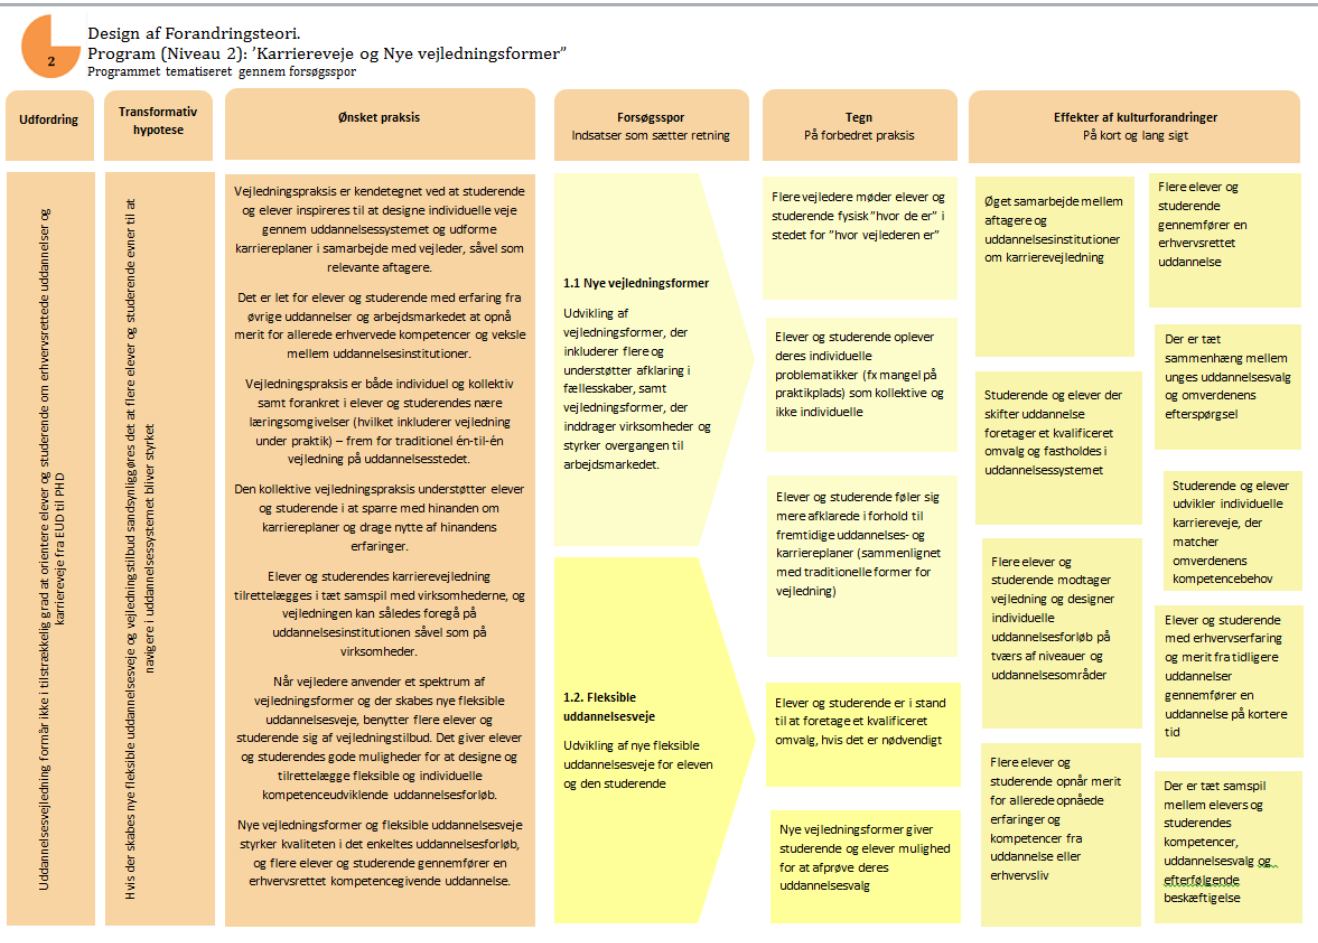 2
Design af Forandringsteori.
Program (Niveau 2): ’Karriereveje og Nye vejledningsformer”
Programmet tematiseret gennem forsøgsspor
Udfordring
Uddannelsesvejledning formår ikke i tilstrækkelig grad at orientere elever og studerende om erhvervsrettede uddannelser og
karriereveje fra EUD til PHD
Transformativ
hypotese
Hvis der skabes nye fleksible uddannelsesveje og vejledningstilbud sandsynliggøres det at flere elever og studerende evner til at
navigere i uddannelsessystemet bliver styrket
Ønsket praksis
Vejledningspraksis er kendetegnet ved at studerende
og elever inspireres til at designe individuelle veje
gennem uddannelsessystemet og udforme
karriereplaner i samarbejde med vejleder, såvel som
relevante aftagere.
Det er let for elever og studerende med erfaring fra
øvrige uddannelser og arbejdsmarkedet at opnå
merit for allerede erhvervede kompetencer og veksle
mellem uddannelsesinstitutioner.
Vejledningspraksis er både individuel og kollektiv
samt forankret i elever og studerendes nære
læringsomgivelser (hvilket inkluderer vejledning
under praktik) – frem for traditionel én-til-én
vejledning på uddannelsesstedet.
Den kollektive vejledningspraksis understøtter elever
og studerende i at sparre med hinanden om
karriereplaner og drage nytte af hinandens
erfaringer.
Elever og studerendes karrierevejledning
tilrettelægges i tæt samspil med virksomhederne, og
vejledningen kan således foregå på
uddannelsesinstitutionen såvel som på
virksomheder.
Når vejledere anvender et spektrum af
vejledningsformer og der skabes nye fleksible
uddannelsesveje, benytter flere elever og
studerende sig af vejledningstilbud. Det giver elever
og studerendes gode muligheder for at designe og
tilrettelægge fleksible og individuelle
kompetenceudviklende uddannelsesforløb.
Nye vejledningsformer og fleksible uddannelsesveje
styrker kvaliteten i det enkeltes uddannelsesforløb,
og flere elever og studerende gennemfører en
erhvervsrettet kompetencegivende uddannelse.
Forsøgsspor
Indsatser som sætter retning
1.1 Nye vejledningsformer
Udvikling af
vejledningsformer, der
inkluderer flere og
understøtter afklaring i
fællesskaber, samt
vejledningsformer, der
inddrager virksomheder og
styrker overgangen til
arbejdsmarkedet.
1.2. Fleksible
uddannelsesveje
Udvikling af nye fleksible
uddannelsesveje for eleven
og den studerende
Tegn
På forbedret praksis
Flere vejledere møder elever og
studerende fysisk ”hvor de er” i
stedet for ”hvor vejlederen er”
Elever og studerende oplever
deres individuelle
problematikker (fx mangel på
praktikplads) som kollektive og
ikke individuelle
Elever og studerende føler sig
mere afklarede i forhold til
fremtidige uddannelses- og
karriereplaner (sammenlignet
med traditionelle former for
vejledning)
Elever og studerende er i stand
til at foretage et kvalificeret
omvalg, hvis det er nødvendigt
Nye vejledningsformer giver
studerende og elever mulighed
for at afprøve deres
uddannelsesvalg
Effekter af kulturforandringer
På kort og lang sigt
Øget samarbejde mellem
aftagere og
uddannelsesinstitutioner
om karrierevejledning
Studerende og elever der
skifter uddannelse
foretager et kvalificeret
omvalg og fastholdes i
uddannelsessystemet
Flere elever og
studerende modtager
vejledning og designer
individuelle
uddannelsesforløb på
tværs af niveauer og
uddannelsesområder
Flere elever og
studerende opnår merit
for allerede opnåede
erfaringer og
kompetencer fra
uddannelse eller
erhvervsliv
Flere elever og
studerende
gennemfører en
erhvervsrettet
uddannelse
Der er tæt
sammenhæng mellem
unges uddannelsesvalg
og omverdenens
efterspørgsel
Studerende og elever
udvikler individuelle
karriereveje, der
matcher
omverdenens
kompetencebehov
Elever og studerende
med erhvervserfaring
og merit fra tidligere
uddannelser
gennemfører en
uddannelse på kortere
tid
Der er tæt samspil
mellem elevers og
studerendes
kompetencer,
uddannelsesvalg og
efterfølgende
beskæftigelse